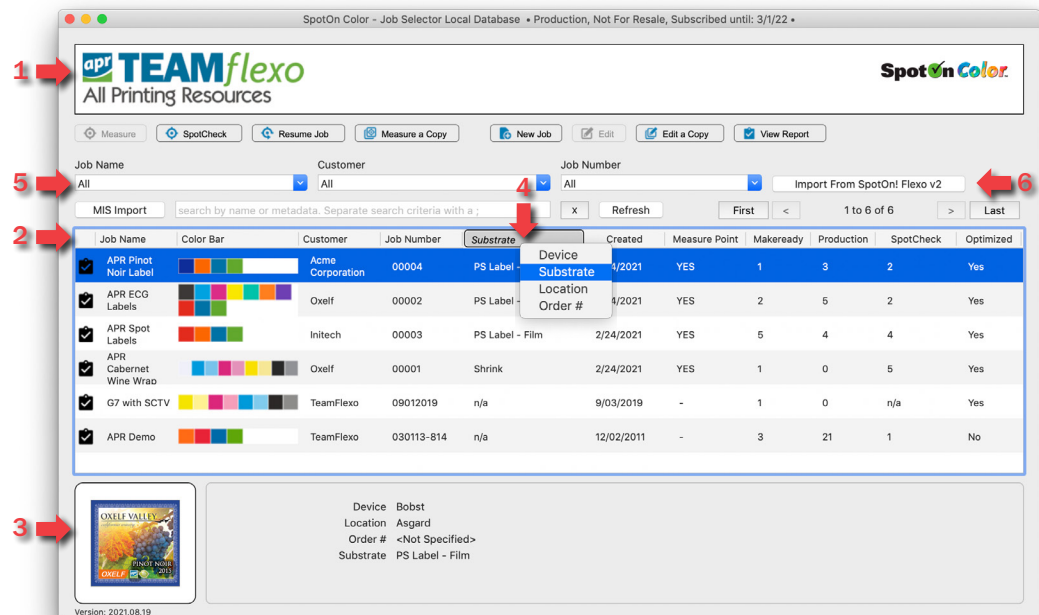 SpotOn Color - Job Selector Local Database • Production, Not For Resale, Subscribed until: 3/1/22 •
1
apr TEAMflexo
All Printing Resources
SpotOn Color.
Measure SpotCheck Resume Job Measure a Copy New Job Edit Edit a Copy View Report
Job Name Customer Job Number
5 All All 4 All Import From SpotOn! Flexo v2 6
MIS Import search by name or metadata. Separate search criteria with a ; x Refresh First < 1 to 6 of 6 > Last
2 Job Name Color Bar Customer Job Number Substrate Created Measure Point Makeready Production SpotCheck Optimized
Device
Substrate
Location
Order #
APR Pinot
Noir Label Acme
Corporation 00004 PS Label - 4/2021 YES 1 3 2 Yes
APR ECG
Labels Oxelf 00002 PS Label - 4/2021 YES 2 5 2 Yes
APR Spot
Labels Initech 00003 PS Label - Film 2/24/2021 YES 5 4 4 Yes
APR
Cabernet
Wine Wrap Oxelf 00001 Shrink 2/24/2021 YES 1 0 5 Yes
G7 with SCTV TeamFlexo 09012019 n/a 9/03/2019 - 1 0 n/a Yes
APR Demo TeamFlexo 030113-814 n/a 12/02/2011 - 3 21 1 No
3
OXELF VALLEY
PINOT NOIR
2015
OXELF
Device Bobst
Location Asgard
Order # <Not Specified>
Substrate PS Label - Film
Version: 2021.08.19